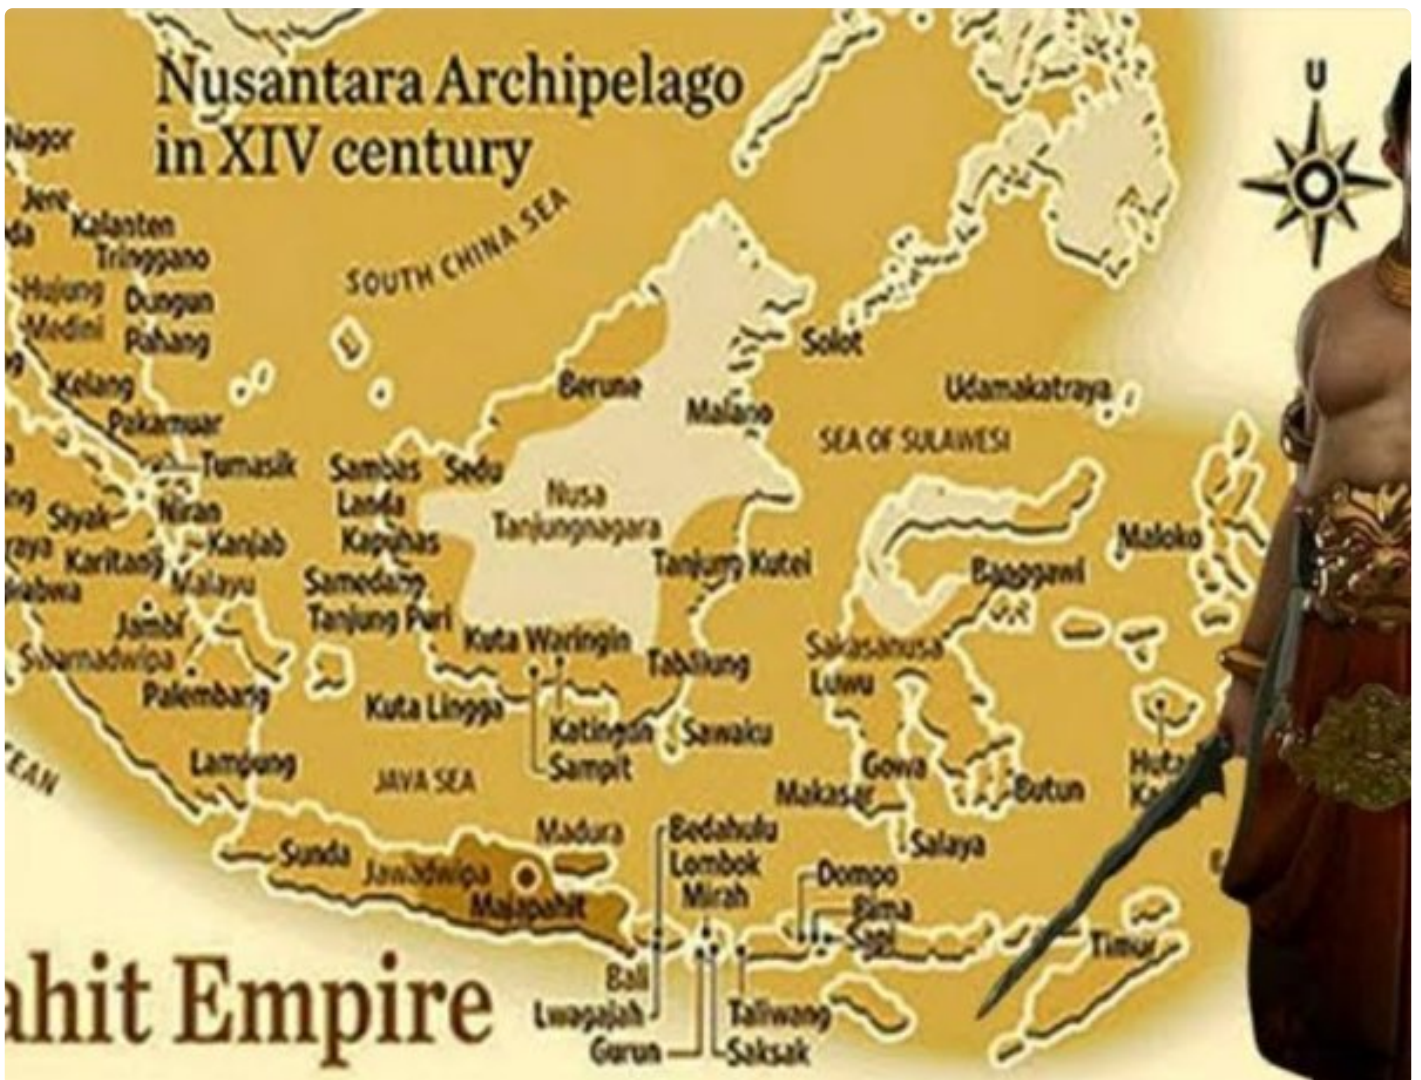 Nusantara Archipelago
in XIV century
U
Nagor
Jere
Kalanten
Tringgano
Hujung
Medini
Dungun
Pahang
Kelang
Pakamuar
Tumasik
Siyak
Niran
Karitang
Kanjab
Malayu
Jambi
Swarnadwipa
Palembang
Lampung
SOUTH CHINA SEA
Berune
Malano
Solot
Udamakatraya
SEA OF SULAWESI
Sambas
Sedu
Landa
Kapuhas
Samedang
Tanjung Puri
Nusa
Tanjungnagara
Tanjung Kutei
Kuta Waringin
Tabalung
Kuta Lingga
Katingan
Sampit
Sawaku
Maloko
Banggawi
Sakasanusa
Luwu
Gowa
Makasar
Butun
Salaya
JAVA SEA
Sunda
Jawadwipa
Majapahit
Madura
Bedahulu
Lombok
Mirah
Dompo
Bima
Timur
Bali
Lwagajah
Gurun
Taliwang
Saksak
ahit Empire